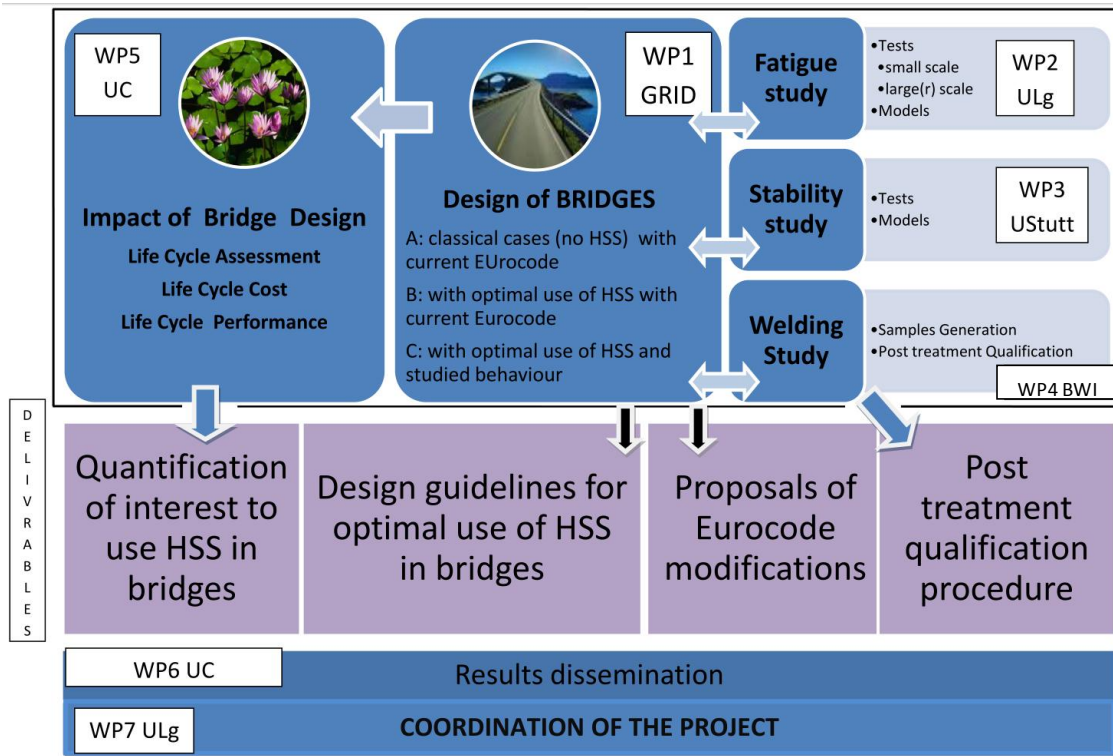 WP5
UC
Impact of Bridge Design
Life Cycle Assessment
Life Cycle Cost
Life Cycle Performance
WP1
GRID
Design of BRIDGES
A: classical cases (no HSS) with
current EUrocode
B: with optimal use of HSS with
current Eurocode
C: with optimal use of HSS and
studied behaviour
Fatigue
study
•Tests
•small scale
•large(r) scale
•Models
WP2
ULg
Stability
study
•Tests
•Models
WP3
UStutt
Welding
Study
•Samples Generation
•Post treatment Qualification
WP4 BWI
D
E
L
I
V
R
A
B
L
E
S
Quantification
of interest to
use HSS in
bridges
Design guidelines for
optimal use of HSS
in bridges
Proposals of
Eurocode
modifications
Post
treatment
qualification
procedure
WP6 UC
Results dissemination
WP7 ULg
COORDINATION OF THE PROJECT